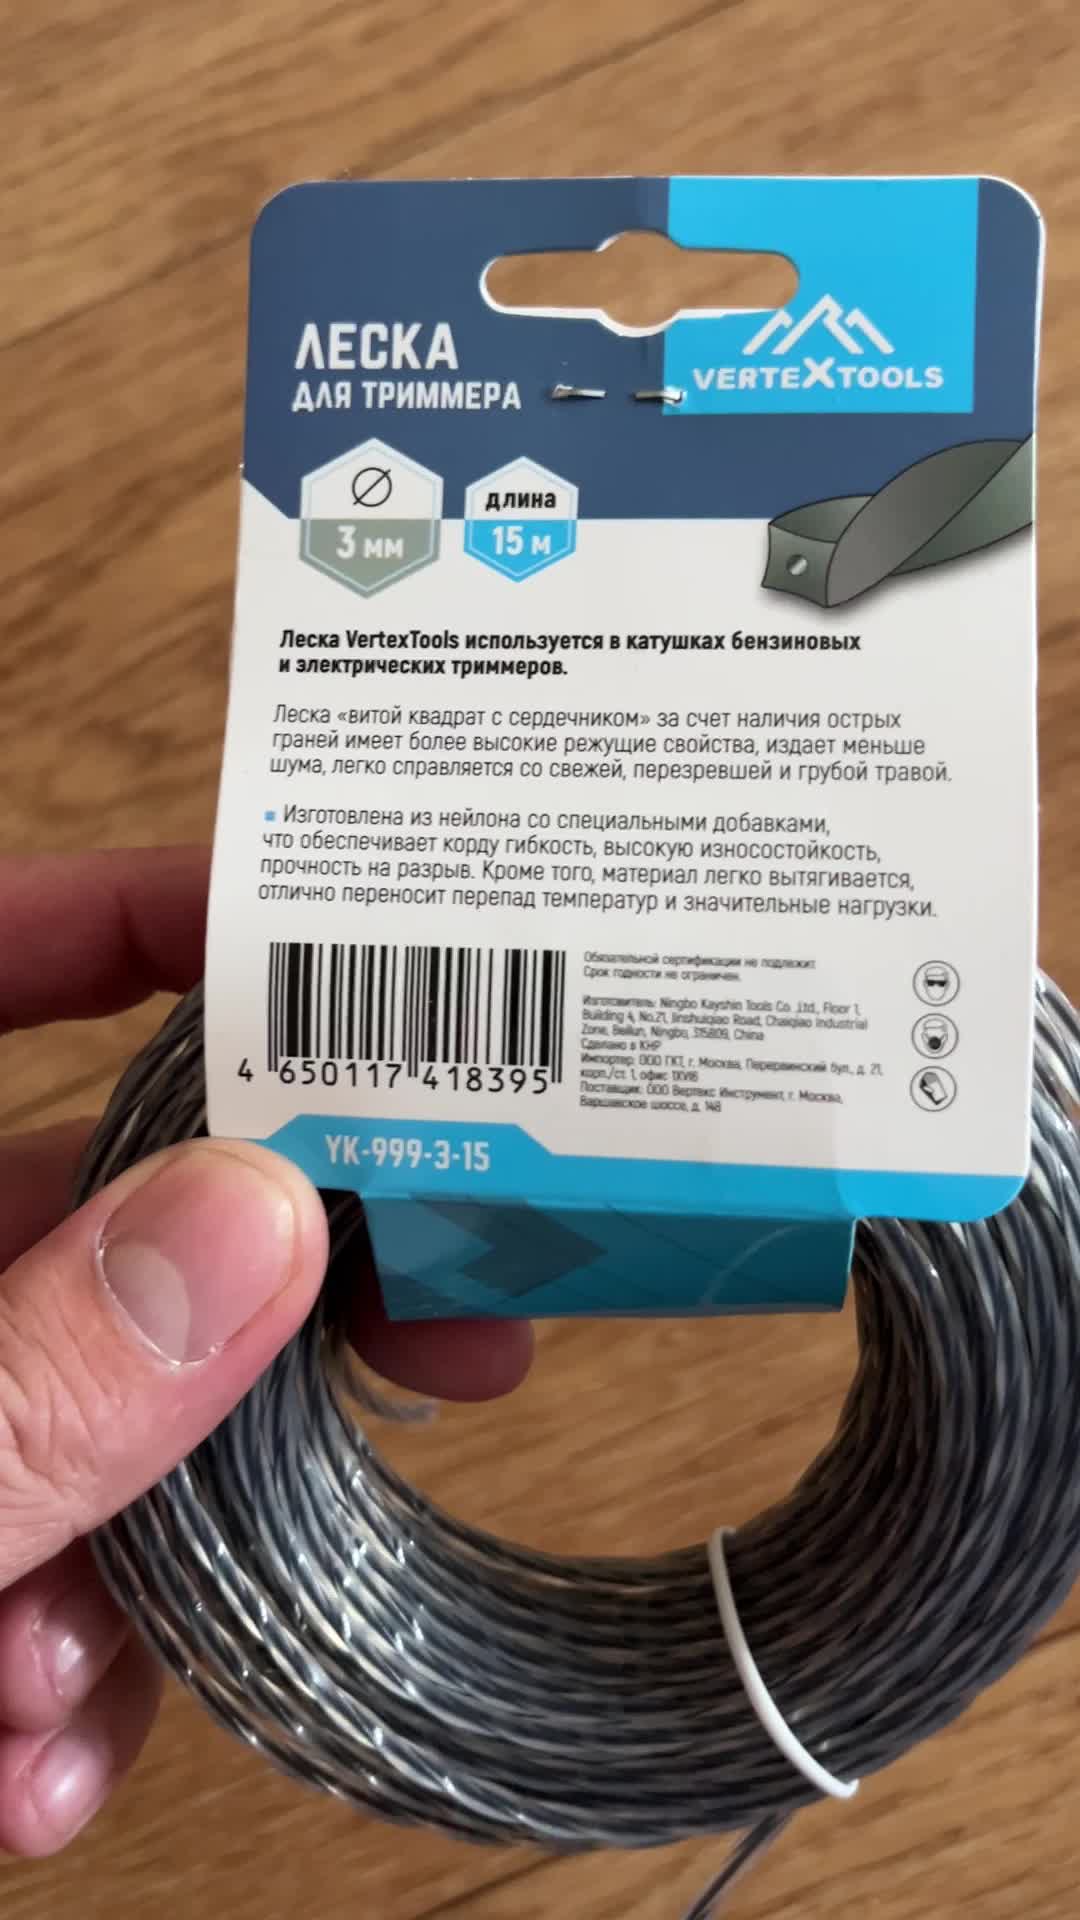 ЛЕСКА
ДЛЯ ТРИММЕРА
VERTEXTOOLS
Ø
3 мм
длина
15 м
Леска VertexTools используется в катушках бензиновых
и электрических триммеров.
Леска «витой квадрат с сердечником» за счет наличия острых
граней имеет более высокие режущие свойства, издает меньше
шума, легко справляется со свежей, перезревшей и грубой травой.
Изготовлена из нейлона со специальными добавками,
что обеспечивает корду гибкость, высокую износостойкость,
прочность на разрыв. Кроме того, материал легко вытягивается,
отлично переносит перепад температур и значительные нагрузки.
4 650117 418395
Обязательной сертификации не подлежит
Срок годности не ограничен.
Изготовитель: Ningbo Kayshin Tools Co .,Ltd., Floor 1,
Building 4, No.21, Jinshuiqiao Road, Chaiqiao Industrial
Zone, Beilun, Ningbo, 315809, China
Сделано в КНР
Импортер: ООО ГК1, г. Москва, Перервинский бул., д. 21,
корп./ст. 1, офис
Поставщик: ООО Вертекс Инструмент, г. Москва,
Варшавское шоссе, д. 148
YK-999-3-15